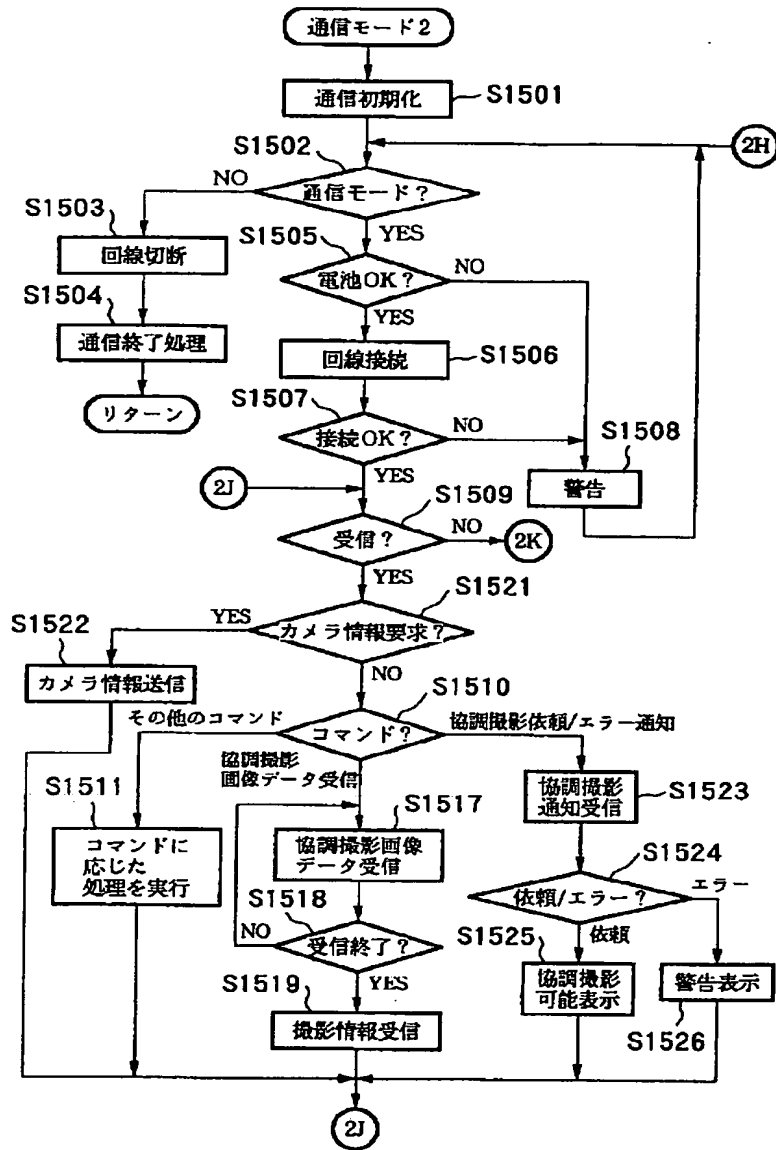 通信モード2
通信初期化
S1501
2H
S1502
通信モード?
NO
YES
S1503
回線切断
S1504
通信終了処理
リターン
S1505
電池OK?
NO
YES
回線接続
S1506
S1507
接続OK?
NO
YES
S1508
警告
2J
S1509
受信?
NO
2K
YES
S1521
カメラ情報要求?
YES
NO
S1522
カメラ情報送信
S1510
コマンド?
その他のコマンド
協調撮影
画像データ受信
協調撮影依頼/エラー通知
S1511
コマンドに
応じた
処理を実行
S1517
協調撮影画像
データ受信
S1518
受信終了?
NO
YES
S1519
撮影情報受信
協調撮影
通知受信
S1523
S1524
依頼/エラー?
エラー
依頼
S1525
協調撮影
可能表示
警告表示
S1526
2J